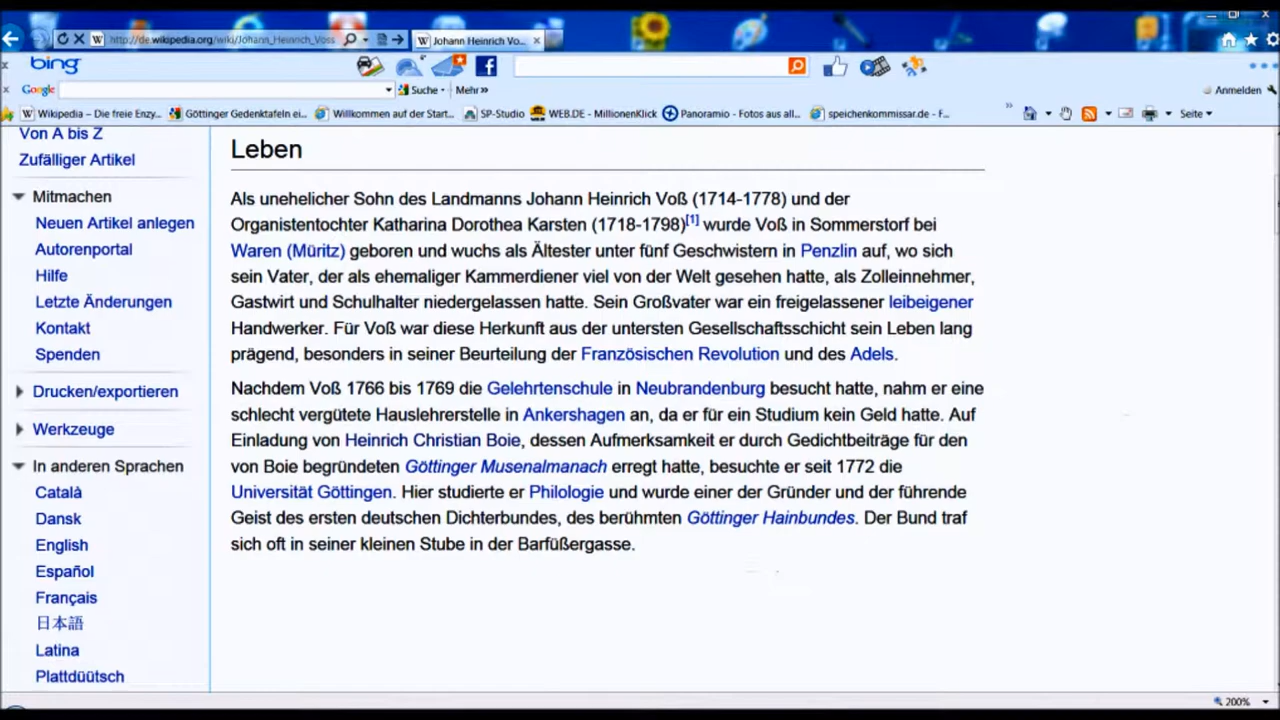 http://de.wikipedia.org/wiki/Johann_Heinrich_Voss
Johann Heinrich Vo...
bing
Google
Suche
Mehr »
Anmelden
Wikipedia – Die freie Enzy...
Göttinger Gedenktafeln ei...
Willkommen auf der Start...
SP-Studio
WEB.DE - MillionenKlick
Panoramio - Fotos aus all...
speichenkommissar.de - F...
»
Seite
Von A bis Z
Zufälliger Artikel
Mitmachen
Neuen Artikel anlegen
Autorenportal
Hilfe
Letzte Änderungen
Kontakt
Spenden
Drucken/exportieren
Werkzeuge
In anderen Sprachen
Català
Dansk
English
Español
Français
日本語
Latina
Plattdüütsch
Leben
Als unehelicher Sohn des Landmanns Johann Heinrich Voß (1714-1778) und der
Organistentochter Katharina Dorothea Karsten (1718-1798)[1] wurde Voß in Sommerstorf bei
Waren (Müritz) geboren und wuchs als Ältester unter fünf Geschwistern in Penzlin auf, wo sich
sein Vater, der als ehemaliger Kammerdiener viel von der Welt gesehen hatte, als Zolleinnehmer,
Gastwirt und Schulhalter niedergelassen hatte. Sein Großvater war ein freigelassener leibeigener
Handwerker. Für Voß war diese Herkunft aus der untersten Gesellschaftsschicht sein Leben lang
prägend, besonders in seiner Beurteilung der Französischen Revolution und des Adels.
Nachdem Voß 1766 bis 1769 die Gelehrtenschule in Neubrandenburg besucht hatte, nahm er eine
schlecht vergütete Hauslehrerstelle in Ankershagen an, da er für ein Studium kein Geld hatte. Auf
Einladung von Heinrich Christian Boie, dessen Aufmerksamkeit er durch Gedichtbeiträge für den
von Boie begründeten Göttinger Musenalmanach erregt hatte, besuchte er seit 1772 die
Universität Göttingen. Hier studierte er Philologie und wurde einer der Gründer und der führende
Geist des ersten deutschen Dichterbundes, des berühmten Göttinger Hainbundes. Der Bund traf
sich oft in seiner kleinen Stube in der Barfüßergasse.
200%